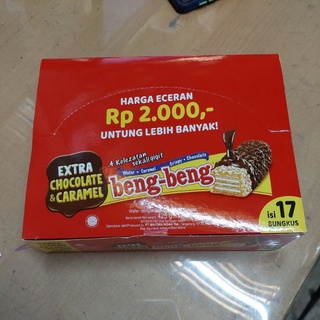 HARGA ECERAN
Rp 2.000,-
UNTUNG LEBIH BANYAK!
4 Kelezatan
sekaligigit
Wafer • Caramel
Crispy • Chocolate
EXTRA
CHOCOLATE
& CARAMEL
beng-beng
isi 17
BUNGKUS